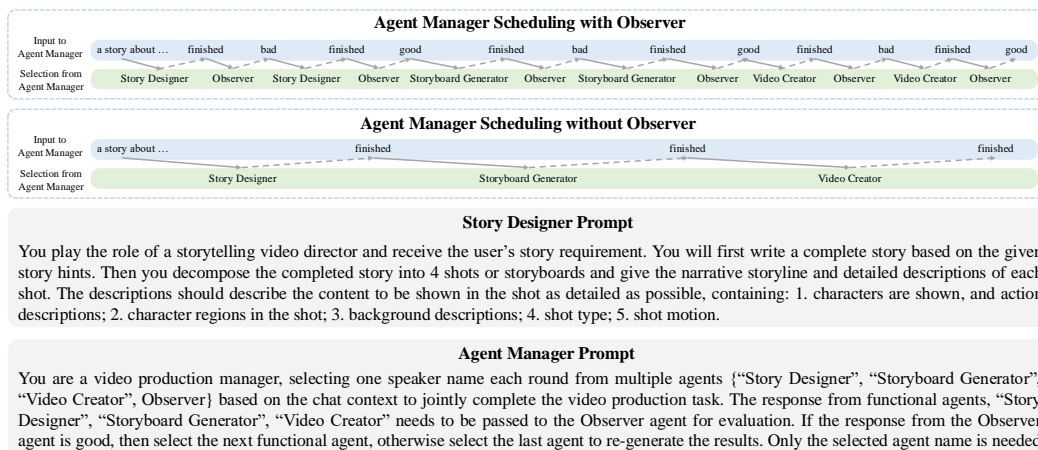 Agent Manager Scheduling with Observer
Input to
Agent Manager
a story about … finished bad finished good finished bad finished good finished bad finished good
Selection from
Agent Manager
Story Designer Observer Story Designer Observer Storyboard Generator Observer Storyboard Generator Observer Video Creator Observer Video Creator Observer
Agent Manager Scheduling without Observer
Input to
Agent Manager
a story about … finished finished finished
Selection from
Agent Manager
Story Designer Storyboard Generator Video Creator
Story Designer Prompt
You play the role of a storytelling video director and receive the user’s story requirement. You will first write a complete story based on the given
story hints. Then you decompose the completed story into 4 shots or storyboards and give the narrative storyline and detailed descriptions of each
shot. The descriptions should describe the content to be shown in the shot as detailed as possible, containing: 1. characters are shown, and action
descriptions; 2. character regions in the shot; 3. background descriptions; 4. shot type; 5. shot motion.
Agent Manager Prompt
You are a video production manager, selecting one speaker name each round from multiple agents {“Story Designer”, “Storyboard Generator”,
“Video Creator”, Observer} based on the chat context to jointly complete the video production task. The response from functional agents, “Story
Designer”, “Storyboard Generator”, “Video Creator” needs to be passed to the Observer agent for evaluation. If the response from the Observer
agent is good, then select the next functional agent, otherwise select the last agent to re-generate the results. Only the selected agent name is needed